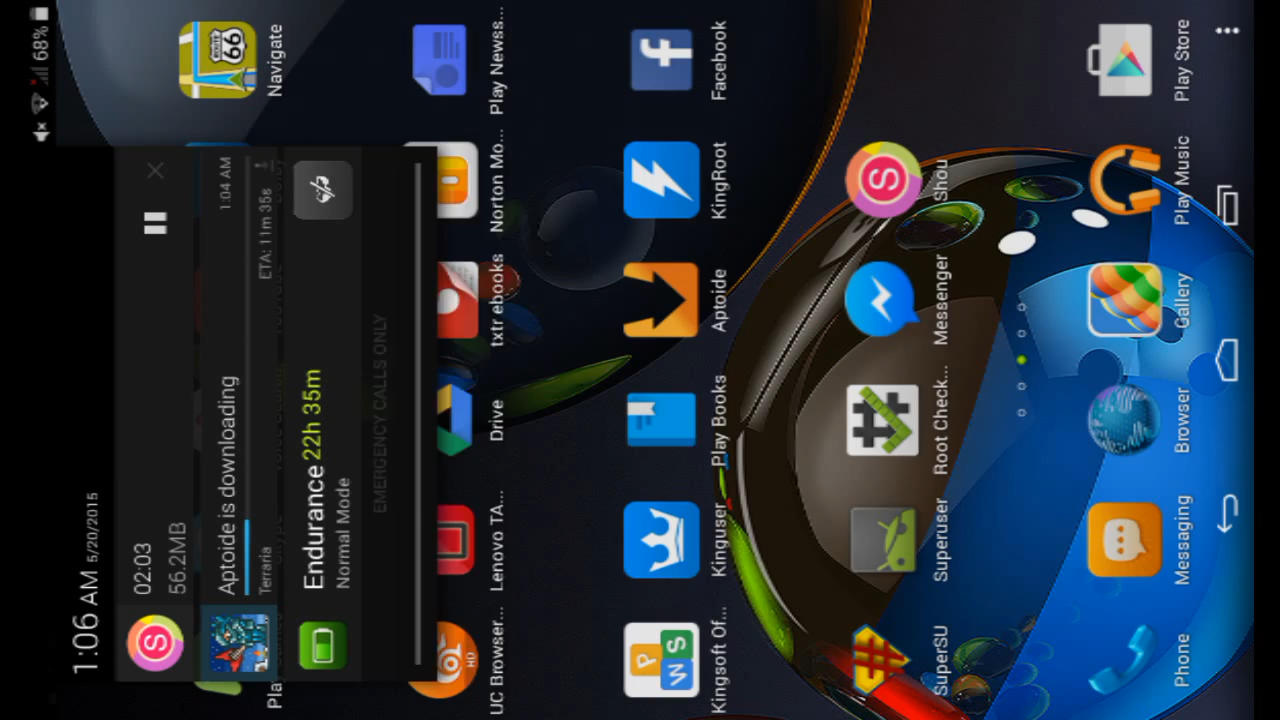 68%
1:06 AM 5/20/2015
02:03
56.2MB
Aptoide is downloading
1:04 AM
Terraria
ETA: 11m 35s
Endurance 22h 35m
Normal Mode
EMERGENCY CALLS ONLY
Navigate
UC Browser...
Lenovo TA...
Drive
txtr ebooks
Norton Mo...
Play Newss...
Kingsoft Of...
Kinguser
Play Books
Aptoide
KingRoot
Facebook
SuperSU
Superuser
Root Check...
Messenger
Shou
Phone
Messaging
Browser
Gallery
Play Music
Play Store